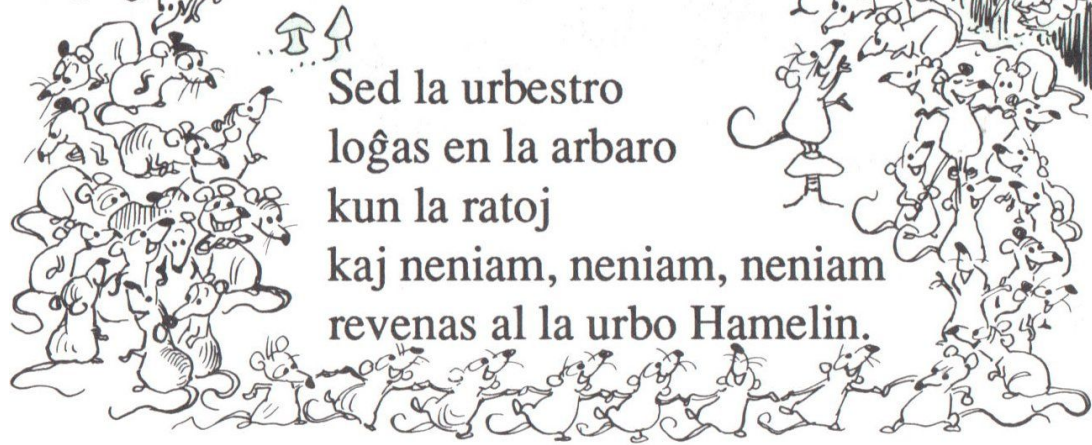 Sed la urbestro
loĝas en la arbaro
kun la ratoj
kaj neniam, neniam, neniam
revenas al la urbo Hamelin.